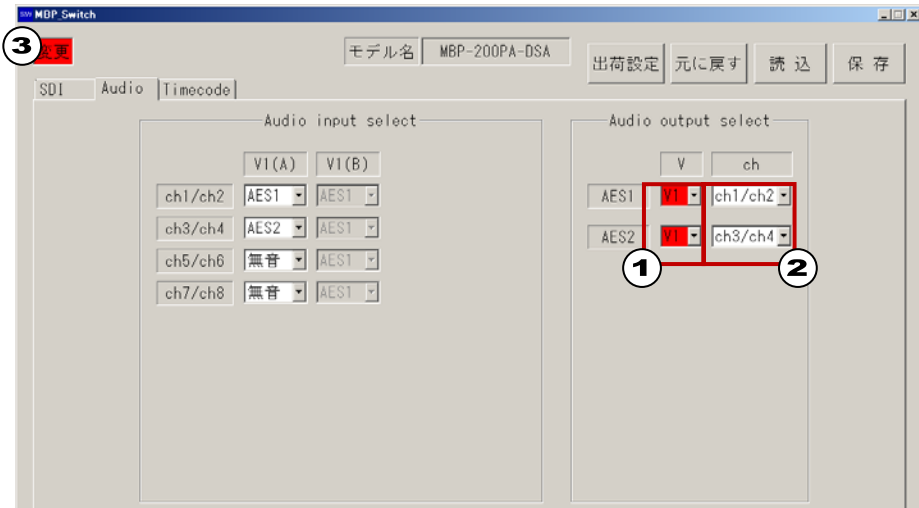 MBP_Switch
③
変更
モデル名 MBP-200PA-DSA
出荷設定 元に戻す 読 込 保 存
SDI Audio Timecode
Audio input select
V1(A) V1(B)
ch1/ch2 AES1 AES1
ch3/ch4 AES2 AES1
ch5/ch6 無音 AES1
ch7/ch8 無音 AES1
Audio output select
V ch
AES1 V1 ch1/ch2
AES2 V1 ch3/ch4
① ②